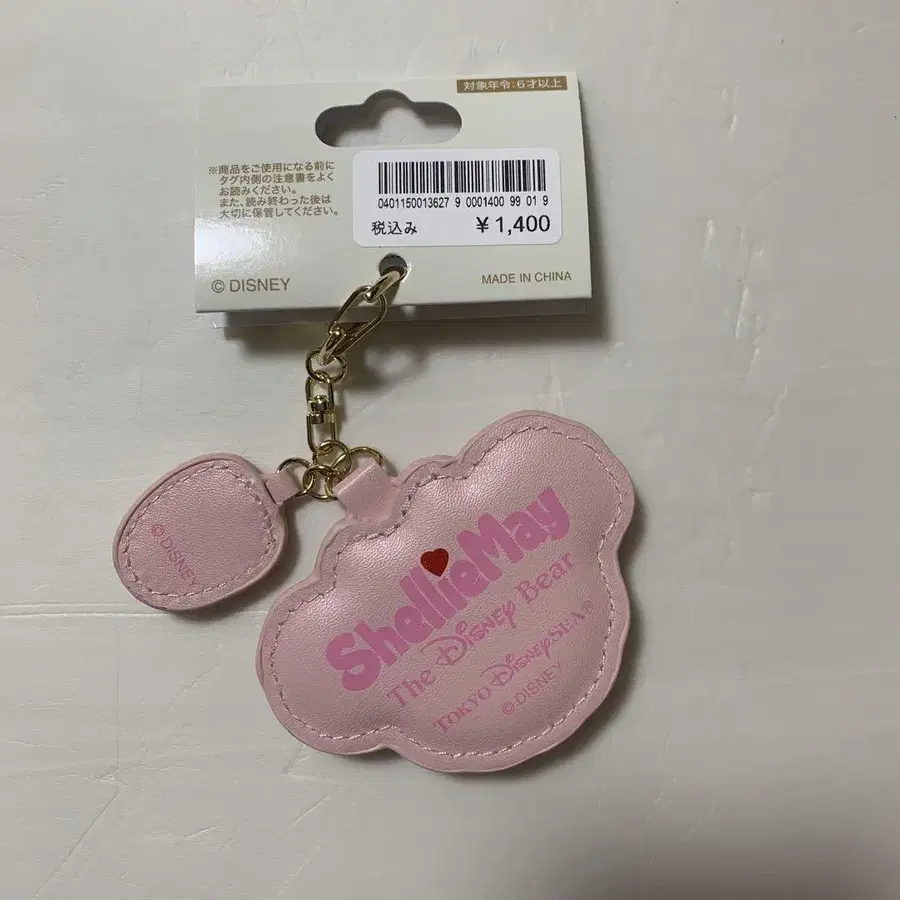 対象年令:6才以上
※商品をご使用になる前に
タグ内側の注意書をよく
お読みください。
また、読み終わった後は
大切に保管してください。
0401150013627 9 0001400 99 01 9
税込み ¥1,400
© DISNEY
MADE IN CHINA
© DISNEY
ShellieMay
The Disney Bear
TOKYO DISNEYSEA®
© DISNEY